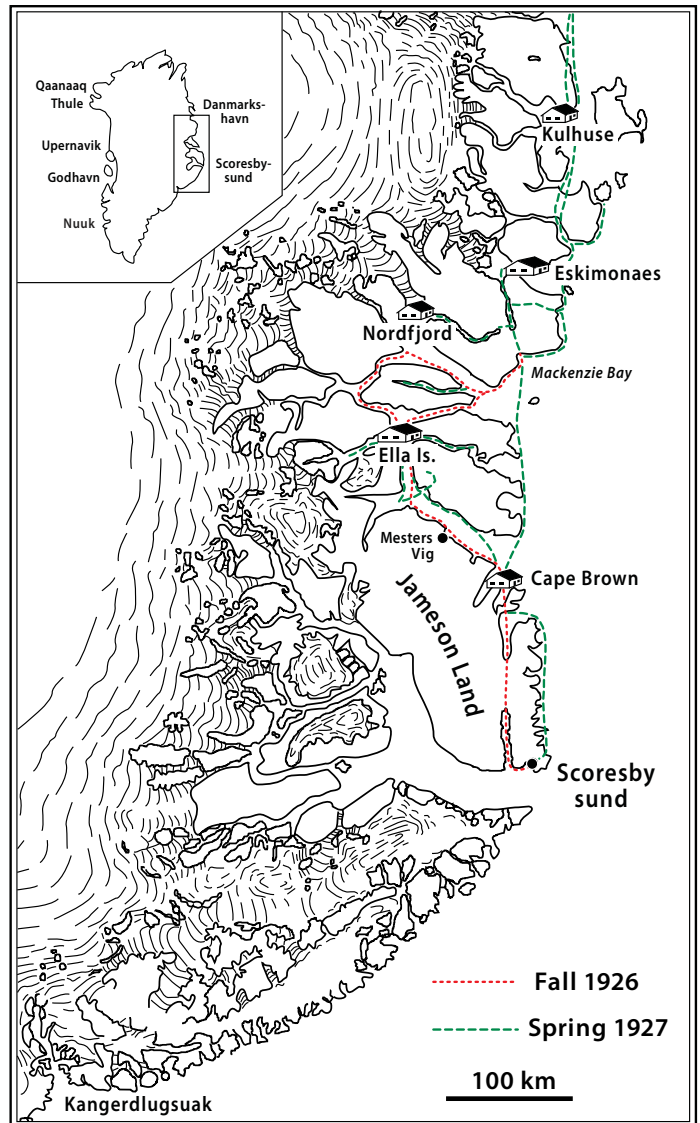 Qaanaaq
Thule
Danmarks-
havn
Upernavik
Scoresby-
sund
Godhavn
Nuuk
Kulhuse
Eskimonaes
Nordfjord
Mackenzie Bay
Ella Is.
Mesters
Vig
Cape Brown
Jameson Land
Scoresby
sund
Fall 1926
Spring 1927
100 km
Kangerdlugsuak